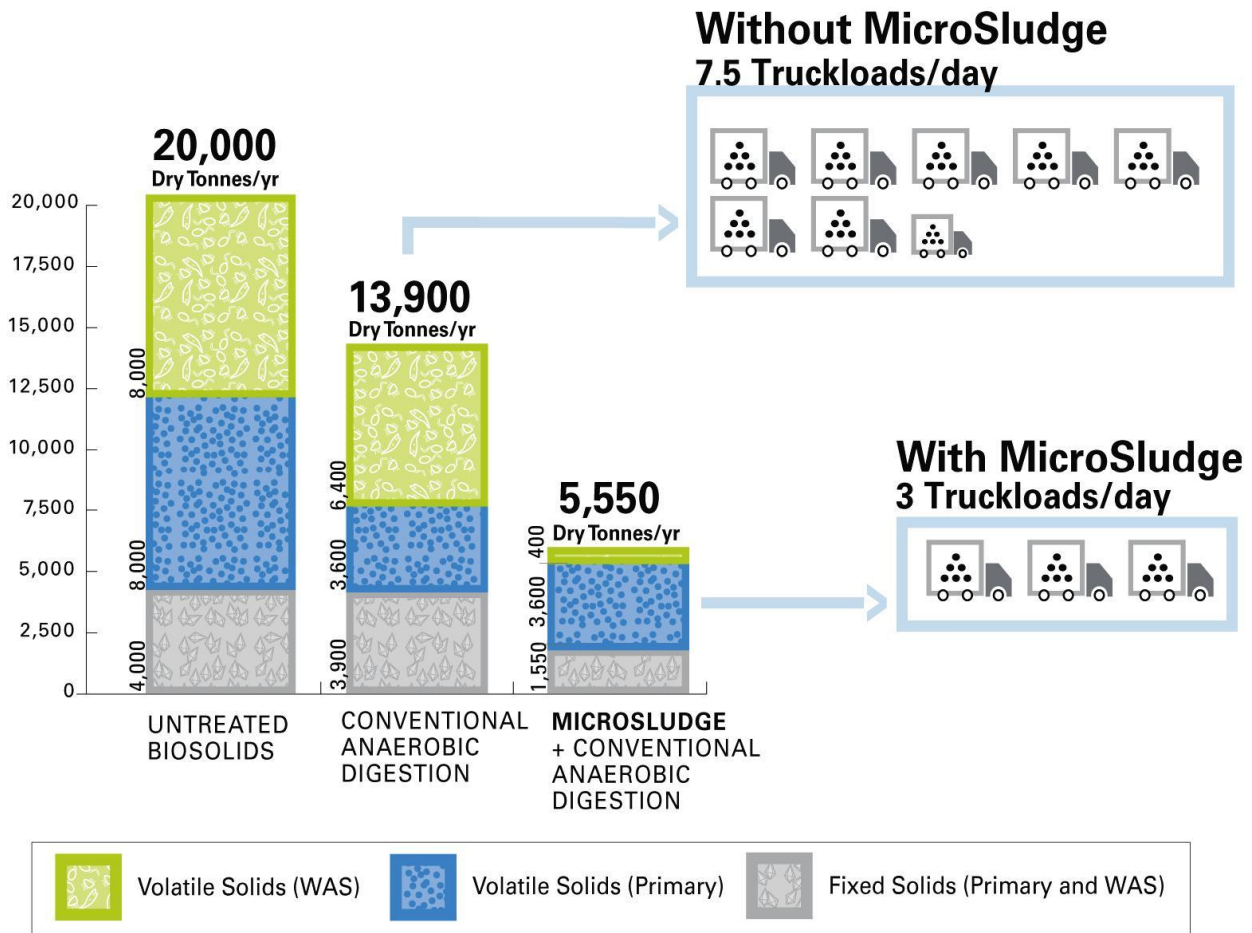 Without MicroSludge
7.5 Truckloads/day
20,000
Dry Tonnes/yr
13,900
Dry Tonnes/yr
5,550
Dry Tonnes/yr
With MicroSludge
3 Truckloads/day
20,000
17,500
15,000
12,500
10,000
7,500
5,000
2,500
0
8,000
8,000
4,000
6,400
3,600
3,900
400
3,600
1,550
UNTREATED
BIOSOLIDS
CONVENTIONAL
ANAEROBIC
DIGESTION
MICROSLUDGE
+ CONVENTIONAL
ANAEROBIC
DIGESTION
Volatile Solids (WAS)
Volatile Solids (Primary)
Fixed Solids (Primary and WAS)